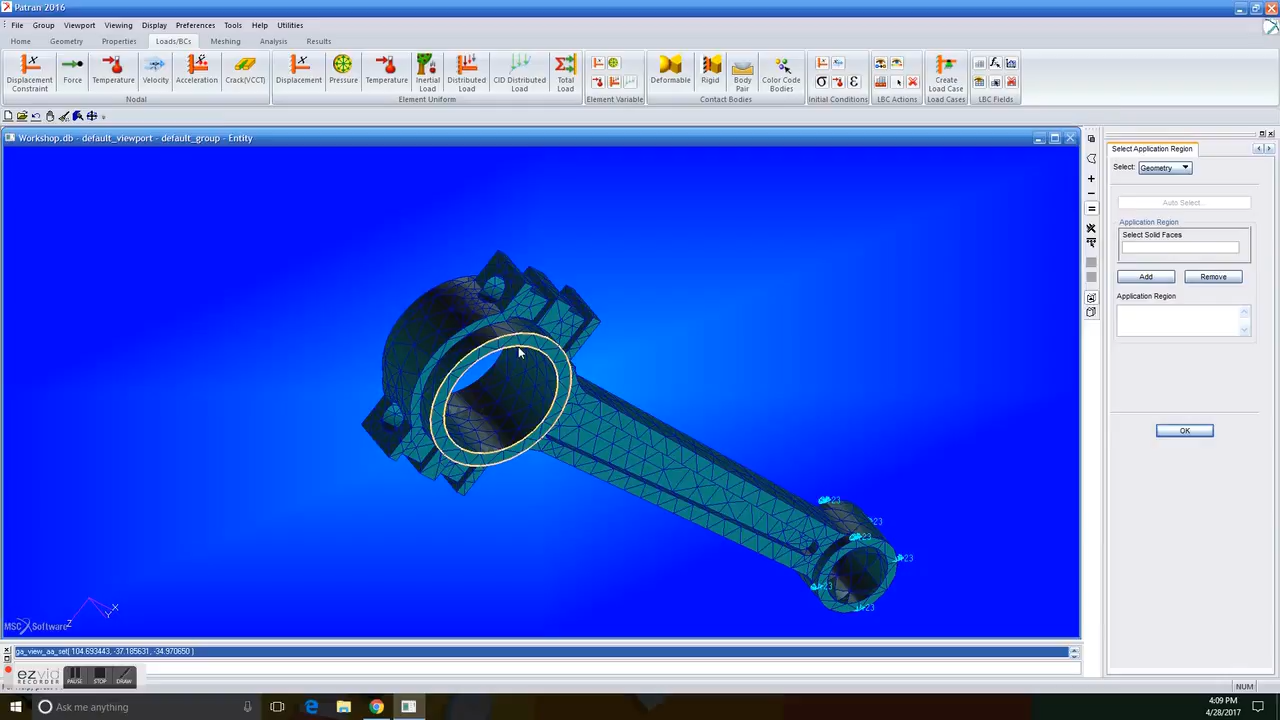 Patran 2016
File Group Viewport Viewing Display Preferences Tools Help Utilities
Home Geometry Properties Loads/BCs Meshing Analysis Results
Displacement Constraint
Force
Temperature
Velocity
Acceleration
Crack(VCCT)
Displacement
Pressure
Temperature
Inertial Load
Distributed Load
CID Distributed Load
Total Load
Deformable
Rigid
Body Pair
Color Code Bodies
Create Load Case
Nodal
Element Uniform
Element Variable
Contact Bodies
Initial Conditions
LBC Actions
Load Cases
LBC Fields
Workshop.db - default_viewport - default_group - Entity
Select Application Region
Select: Geometry
Auto Select...
Application Region
Select Solid Faces
Add Remove
Application Region
OK
X
Y
Z
MSC Software
ga_view_aa_set( 104.693443, -37.185631, -34.970650 )
ezvid
RECORDER
PAUSE STOP DRAW
NUM
Ask me anything
4:09 PM
4/28/2017